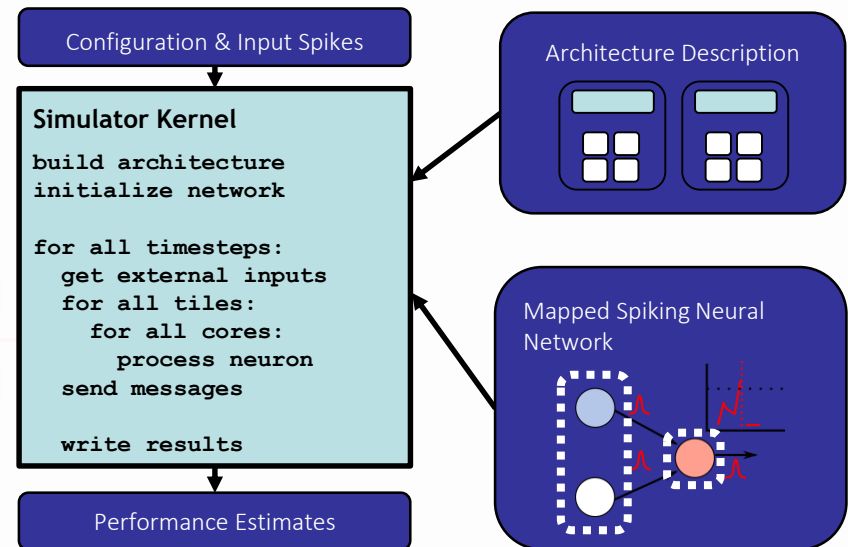 Configuration & Input Spikes
Simulator Kernel
build architecture
initialize network
for all timesteps:
get external inputs
for all tiles:
for all cores:
process neuron
send messages
write results
Performance Estimates
Architecture Description
Mapped Spiking Neural
Network